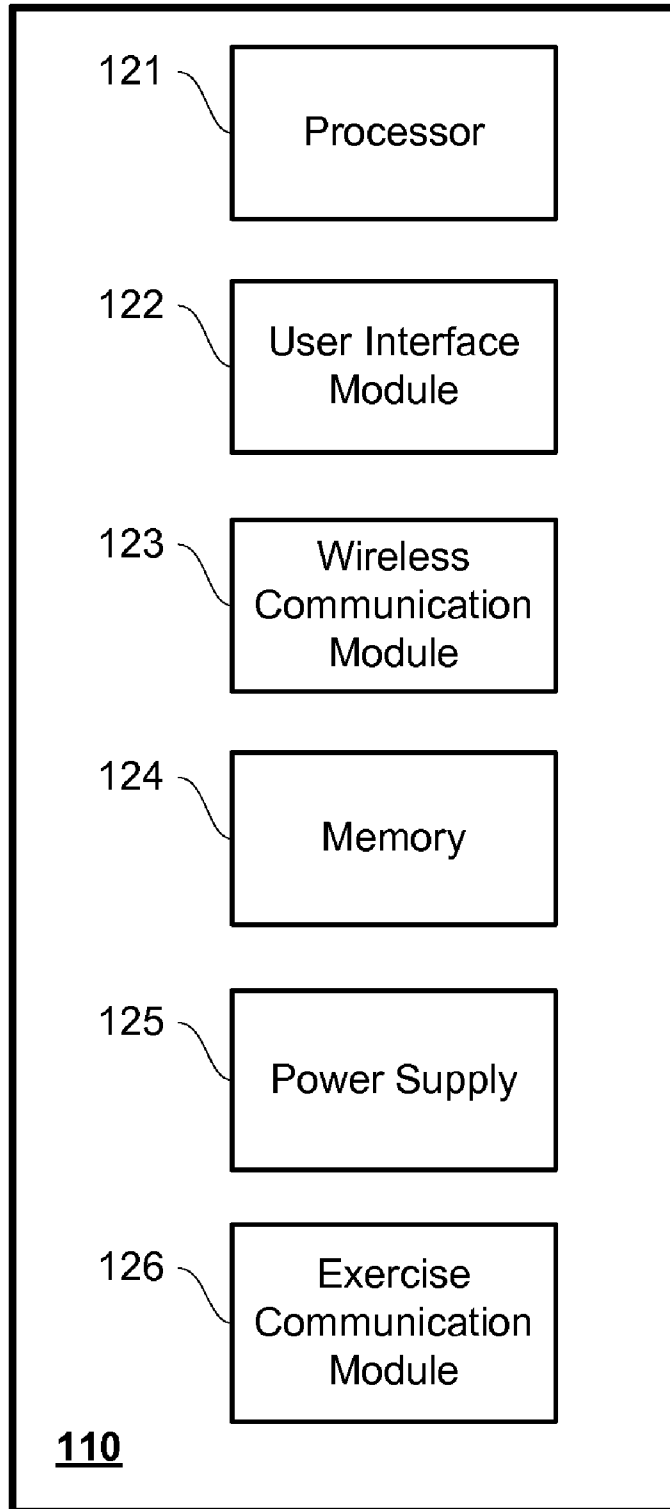 121
Processor
122
User Interface
Module
123
Wireless
Communication
Module
124
Memory
125
Power Supply
126
Exercise
Communication
Module
110